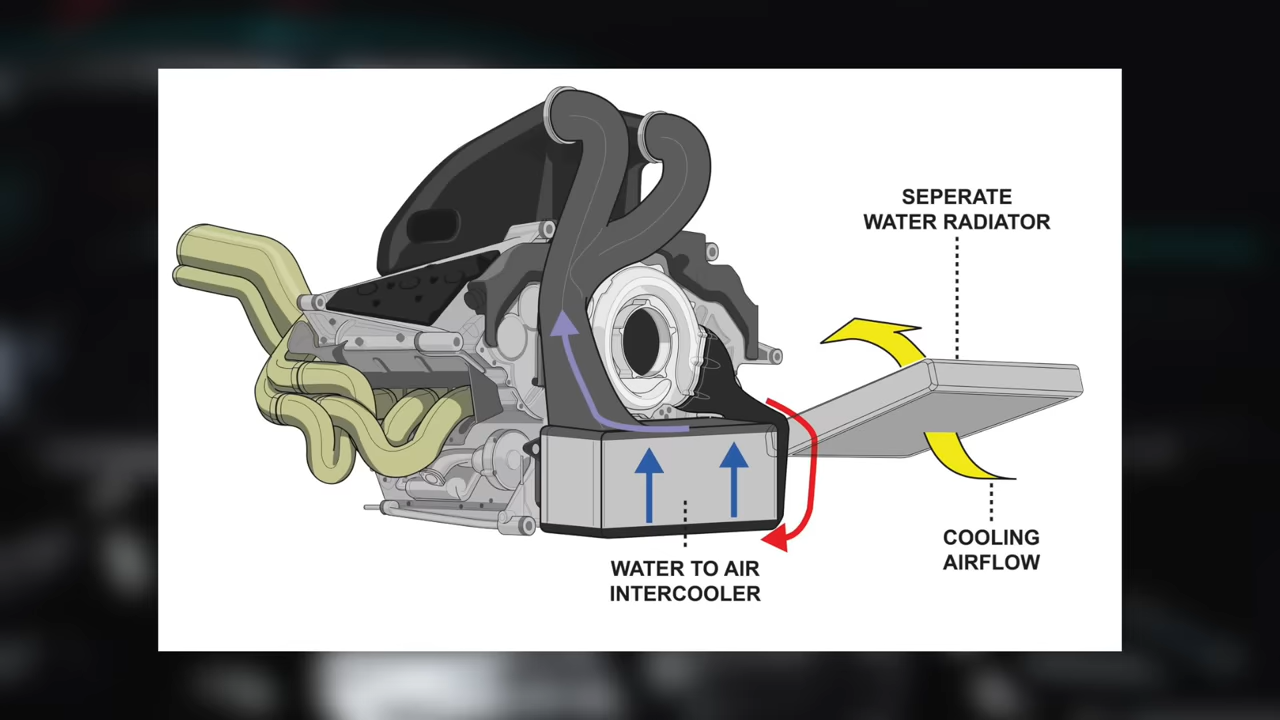 SEPERATE
WATER RADIATOR
COOLING
AIRFLOW
WATER TO AIR
INTERCOOLER